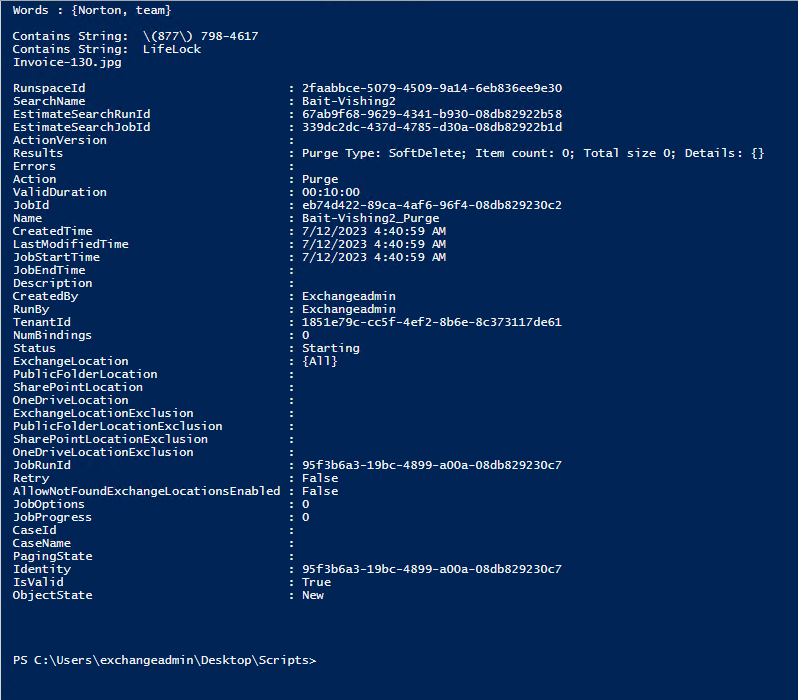 Words : {Norton, team}
Contains String:  \(877\) 798-4617
Contains String:  LifeLock
Invoice-130.jpg
RunspaceId : 2faabbce-5079-4509-9a14-6eb836ee9e30
SearchName : Bait-Vishing2
EstimateSearchRunId : 67ab9f68-9629-4341-b930-08db82922b58
EstimateSearchJobId : 339dc2dc-437d-4785-d30a-08db82922b1d
ActionVersion :
Results : Purge Type: SoftDelete; Item count: 0; Total size 0; Details: {}
Errors :
Action : Purge
ValidDuration : 00:10:00
JobId : eb74d422-89ca-4af6-96f4-08db829230c2
Name : Bait-Vishing2_Purge
CreatedTime : 7/12/2023 4:40:59 AM
LastModifiedTime : 7/12/2023 4:40:59 AM
JobStartTime : 7/12/2023 4:40:59 AM
JobEndTime :
Description :
CreatedBy : Exchangeadmin
RunBy : Exchangeadmin
TenantId : 1851e79c-cc5f-4ef2-8b6e-8c373117de61
NumBindings : 0
Status : Starting
ExchangeLocation : {All}
PublicFolderLocation :
SharePointLocation :
OneDriveLocation :
ExchangeLocationExclusion :
PublicFolderLocationExclusion :
SharePointLocationExclusion :
OneDriveLocationExclusion :
JobRunId : 95f3b6a3-19bc-4899-a00a-08db829230c7
Retry : False
AllowNotFoundExchangeLocationsEnabled : False
JobOptions : 0
JobProgress : 0
CaseId :
CaseName :
PagingState :
Identity : 95f3b6a3-19bc-4899-a00a-08db829230c7
IsValid : True
ObjectState : New
PS C:\Users\exchangeadmin\Desktop\Scripts>